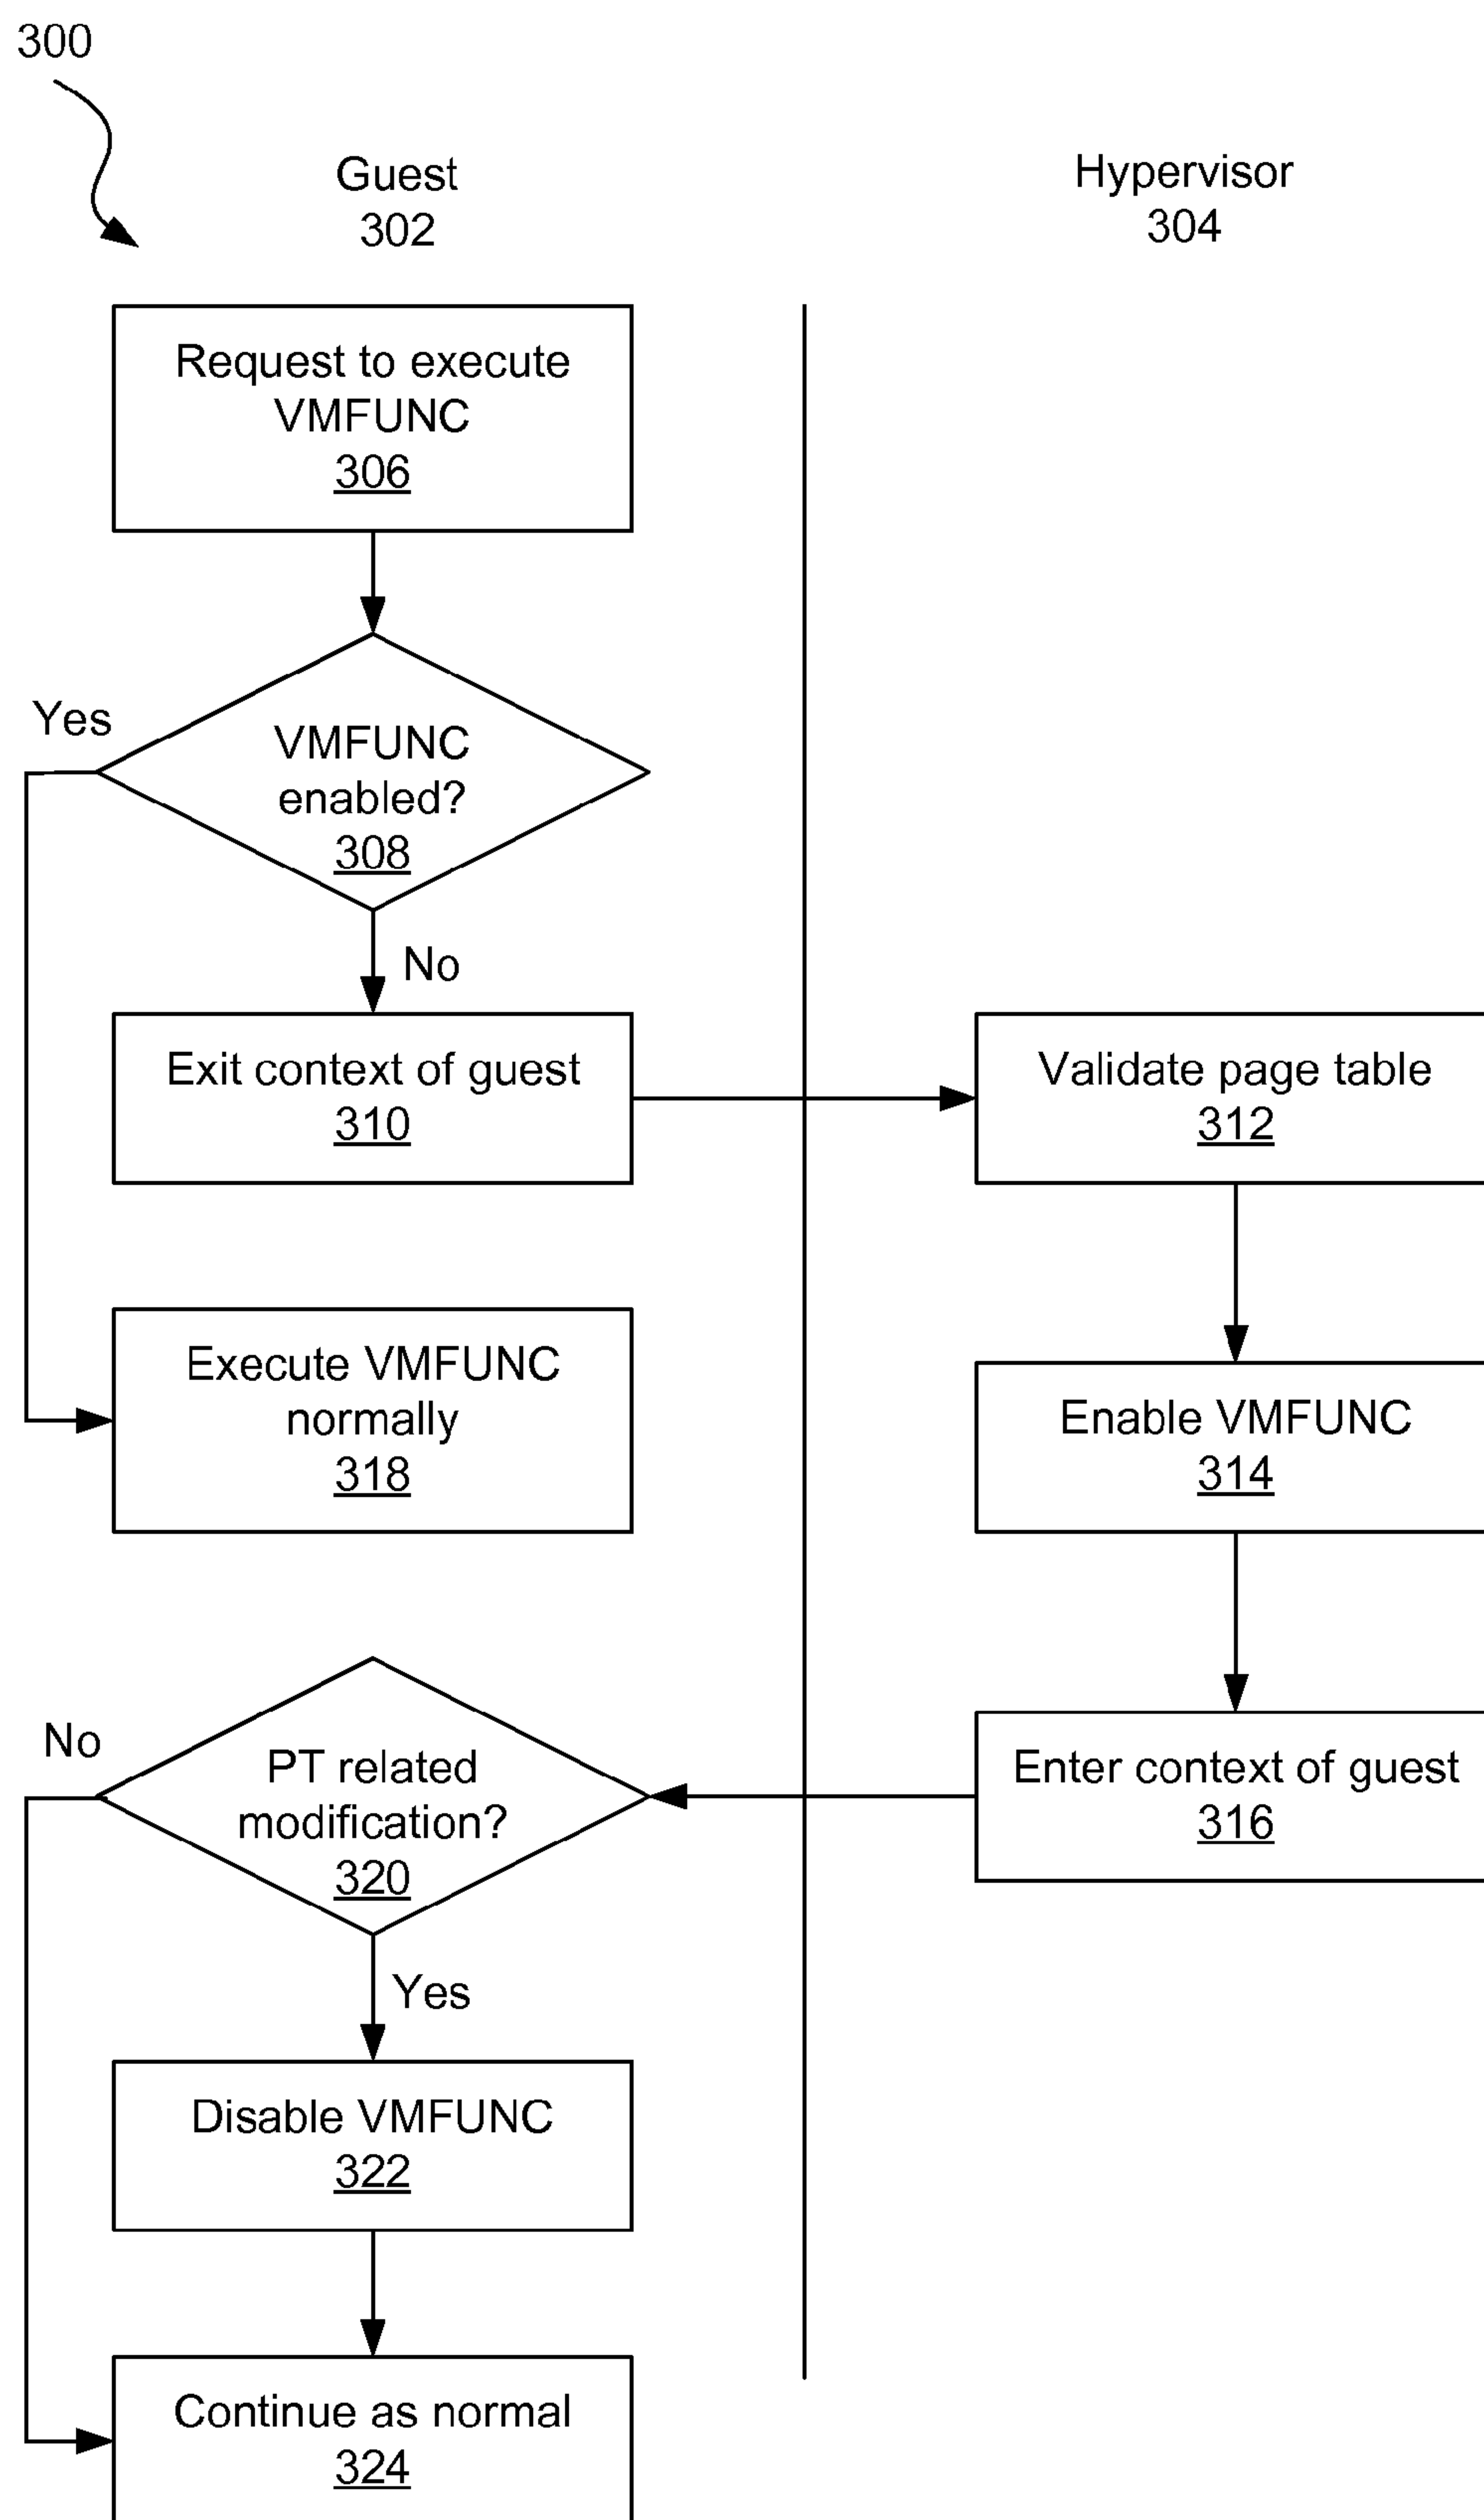 300
Guest
302
Hypervisor
304
Request to execute
VMFUNC
306
Yes
VMFUNC
enabled?
308
No
Exit context of guest
310
Validate page table
312
Execute VMFUNC
normally
318
Enable VMFUNC
314
No
PT related
modification?
320
Enter context of guest
316
Yes
Disable VMFUNC
322
Continue as normal
324